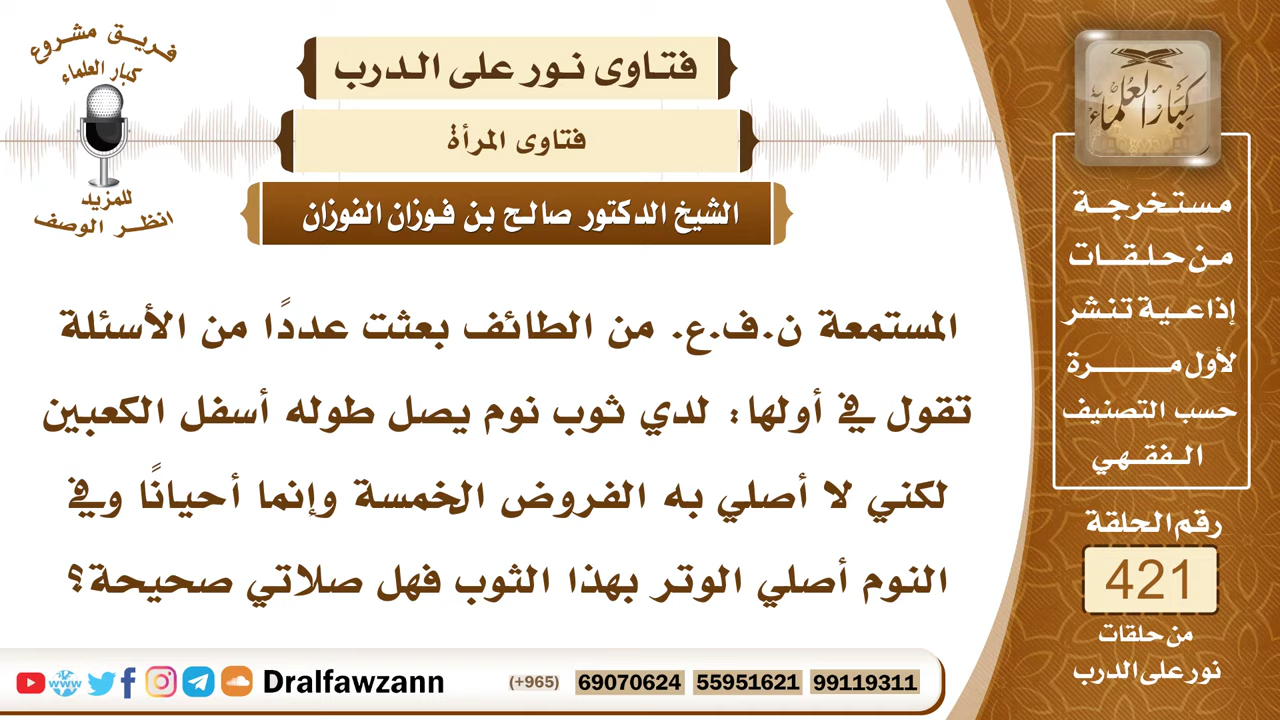 فريق مشروع
كبار العلماء
للمزيد
انظر الوصف
فتاوى نور على الدرب
فتاوى المرأة
الشيخ الدكتور صالح بن فوزان الفوزان
المستمعة ن.ف.ع. من الطائف بعثت عددًا من الأسئلة
تقول في أولها: لدي ثوب نوم يصل طوله أسفل الكعبين
لكني لا أصلي به الفروض الخمسة وإنما أحيانًا وفي
النوم أصلي الوتر بهذا الثوب فهل صلاتي صحيحة؟
كبار العلماء
مستخرجة
من حلقات
إذاعية تنشر
لأول مرة
حسب التصنيف
الفقهي
رقم الحلقة
421
من حلقات
نور على الدرب
www Dralfawzann (+965) 69070624 55951621 99119311